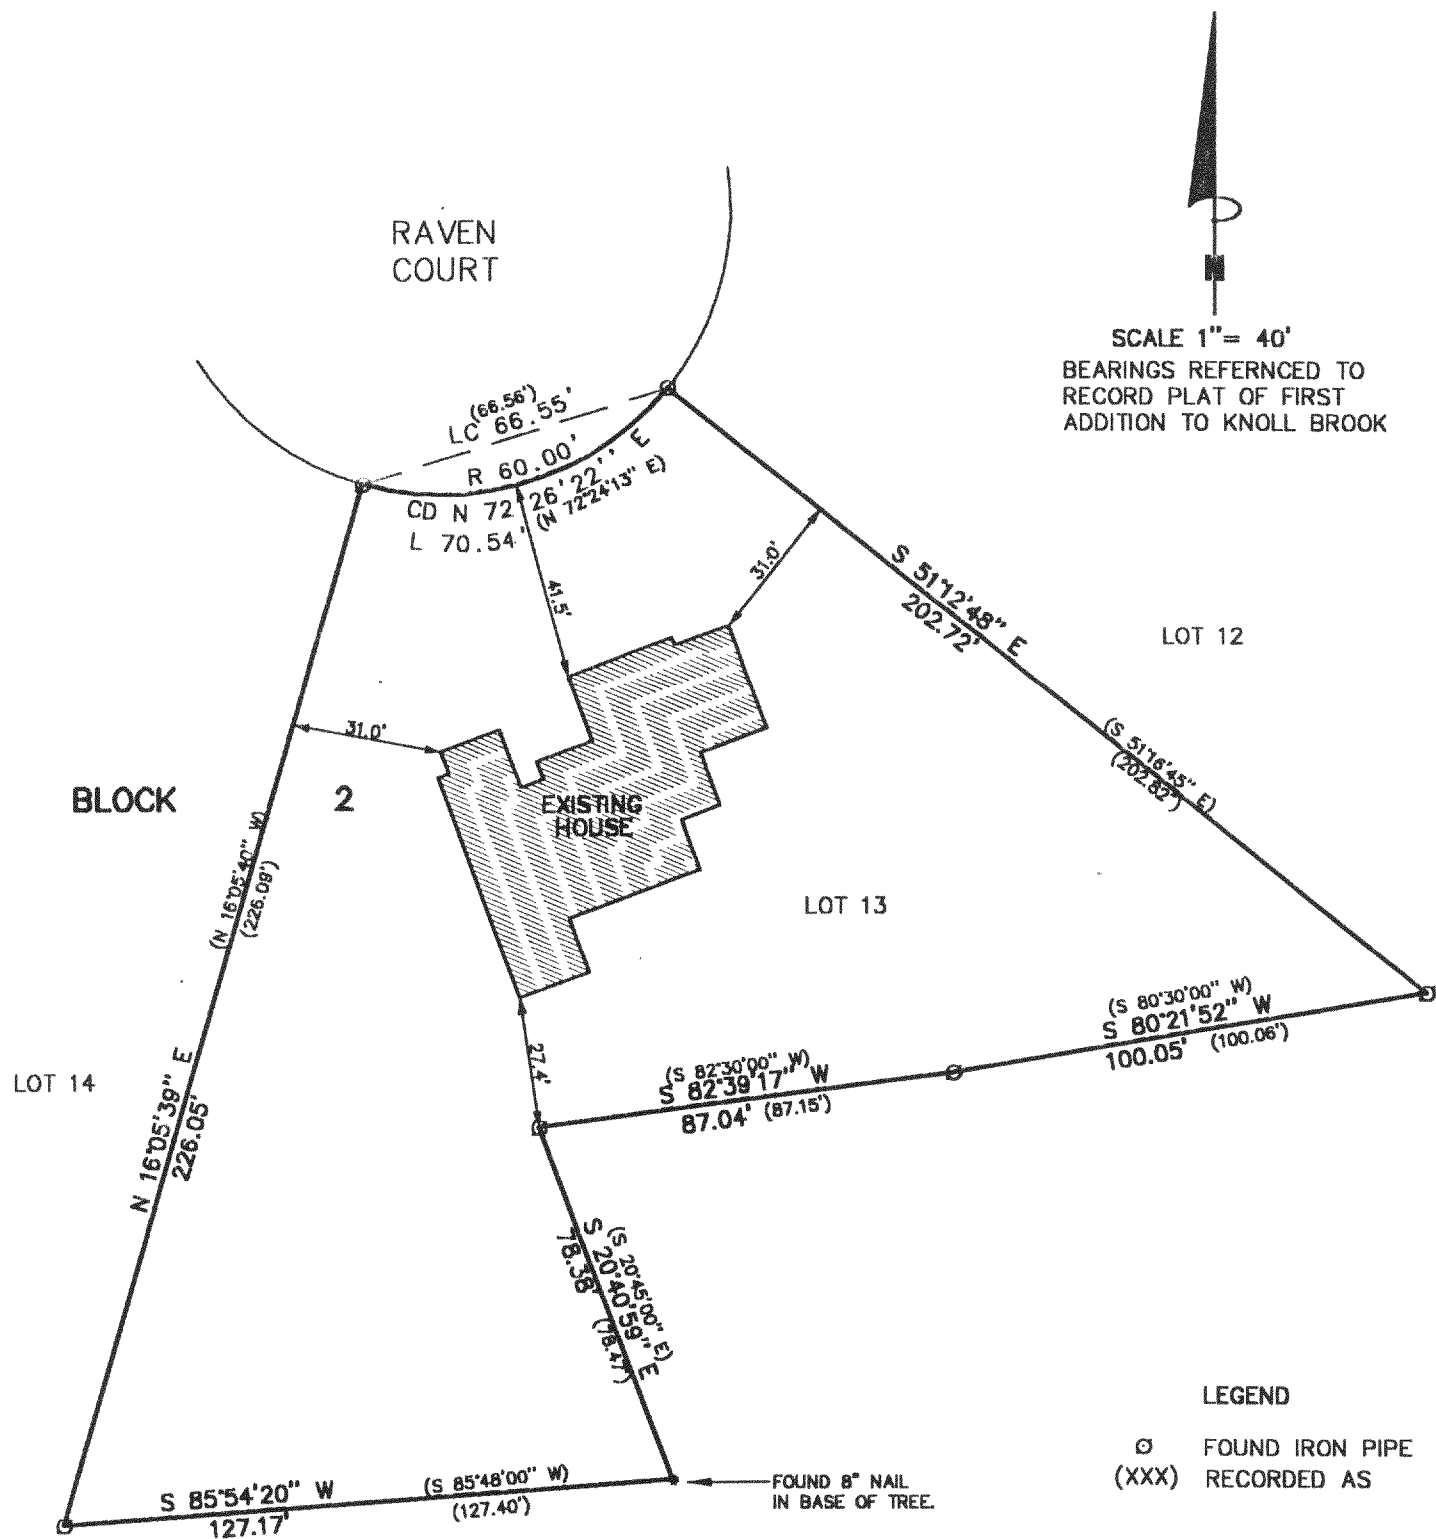 RAVEN
COURT
N
SCALE 1"= 40'
BEARINGS REFERNCED TO
RECORD PLAT OF FIRST
ADDITION TO KNOLL BROOK
(66.56')
LC 66.55'
R 60.00'
CD N 72 26'22'' E
(N 72°24'13" E)
L 70.54'
41.5'
31.0'
S 51°12'48" E
202.72'
LOT 12
(S 51°16'45" E)
(202.82')
31.0'
BLOCK 2
EXISTING
HOUSE
(N 16°05'40" W)
(226.09')
LOT 13
N 16°05'39" E
226.05'
LOT 14
27.4'
(S 80°30'00" W)
S 80°21'52" W
100.05' (100.06')
(S 82°30'00" W)
S 82°39'17" W
87.04' (87.15')
(S 20°45'00" E)
S 20°40'59" E
78.38' (78.47')
LEGEND
FOUND IRON PIPE
(XXX) RECORDED AS
S 85°54'20" W (S 85°48'00" W)
127.17' (127.40')
FOUND 8" NAIL
IN BASE OF TREE.